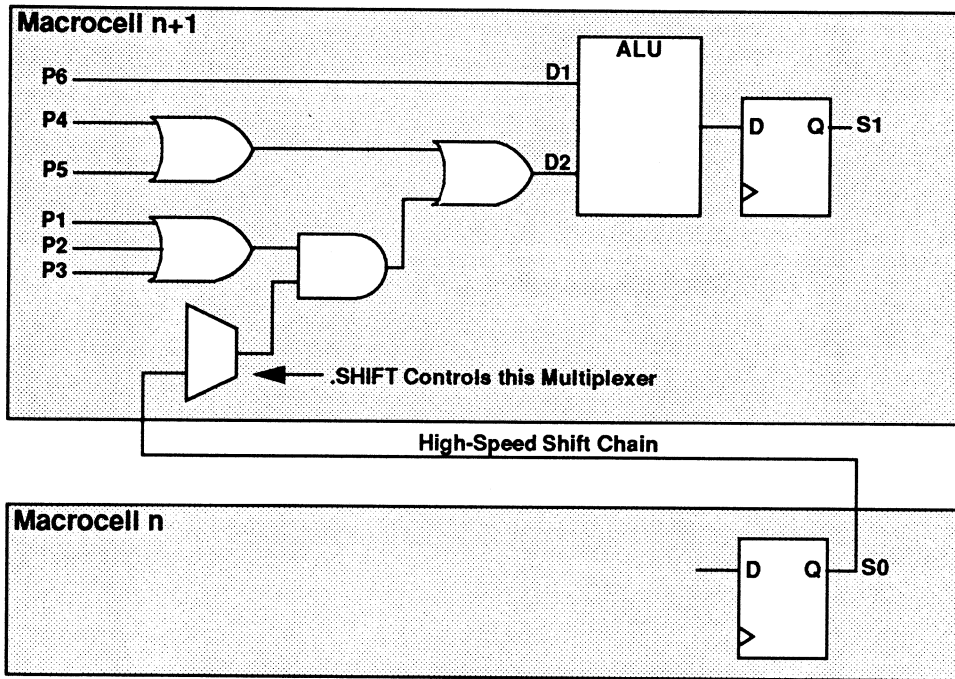 Macrocell n+1
ALU
P6
D1
P4
D
Q
S1
P5
D2
P1
P2
P3
.SHIFT Controls this Multiplexer
High-Speed Shift Chain
Macrocell n
D
Q
S0